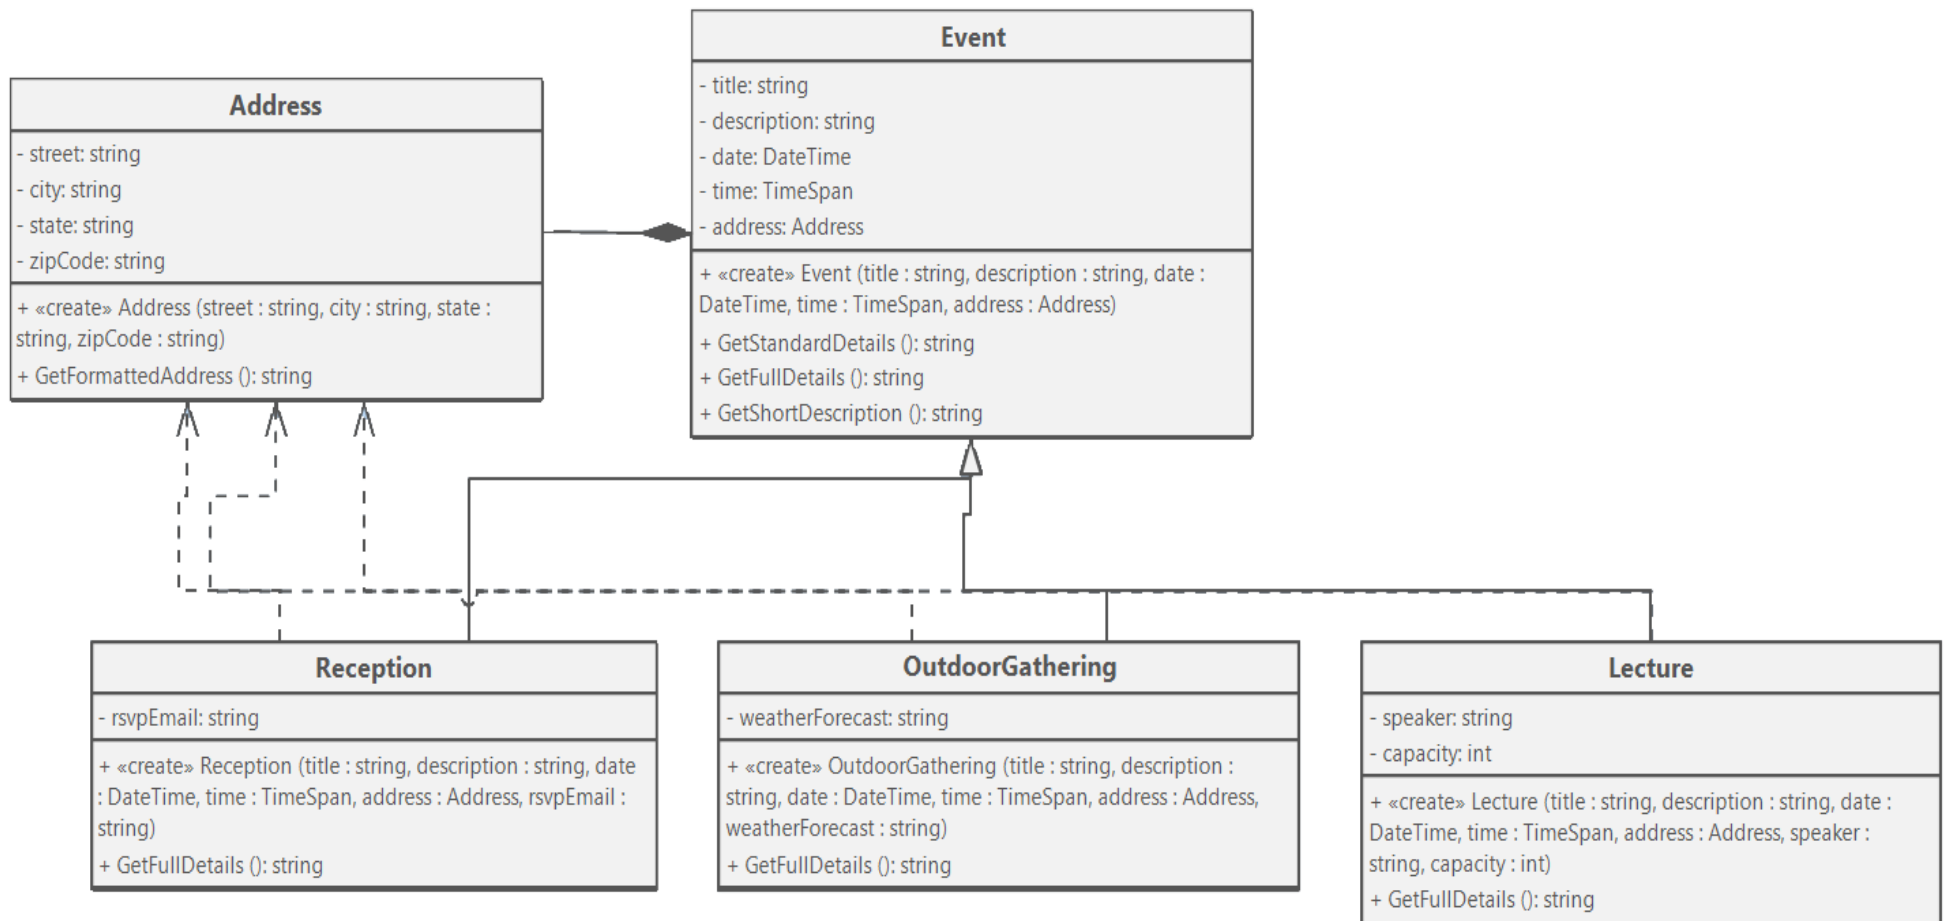 Event
- title: string
- description: string
- date: DateTime
- time: TimeSpan
- address: Address
+ «create» Event (title : string, description : string, date :
DateTime, time : TimeSpan, address : Address)
+ GetStandardDetails (): string
+ GetFullDetails (): string
+ GetShortDescription (): string
Address
- street: string
- city: string
- state: string
- zipCode: string
+ «create» Address (street : string, city : string, state :
string, zipCode : string)
+ GetFormattedAddress (): string
Reception
- rsvpEmail: string
+ «create» Reception (title : string, description : string, date
: DateTime, time : TimeSpan, address : Address, rsvpEmail :
string)
+ GetFullDetails (): string
OutdoorGathering
- weatherForecast: string
+ «create» OutdoorGathering (title : string, description :
string, date : DateTime, time : TimeSpan, address : Address,
weatherForecast : string)
+ GetFullDetails (): string
Lecture
- speaker: string
- capacity: int
+ «create» Lecture (title : string, description : string, date :
DateTime, time : TimeSpan, address : Address, speaker :
string, capacity : int)
+ GetFullDetails (): string